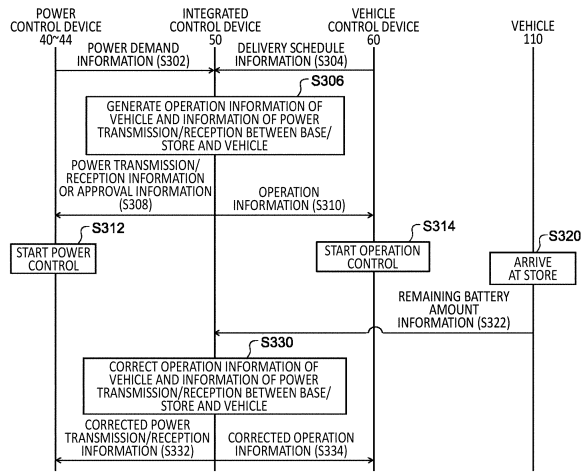 POWER
CONTROL DEVICE
40~44
INTEGRATED
CONTROL DEVICE
50
VEHICLE
CONTROL DEVICE
60
VEHICLE
110
POWER DEMAND
INFORMATION (S302)
DELIVERY SCHEDULE
INFORMATION (S304)
S306
GENERATE OPERATION INFORMATION OF
VEHICLE AND INFORMATION OF POWER
TRANSMISSION/RECEPTION BETWEEN BASE/
STORE AND VEHICLE
POWER TRANSMISSION/
RECEPTION INFORMATION
OR APPROVAL INFORMATION
(S308)
OPERATION
INFORMATION (S310)
S312
START POWER
CONTROL
S314
START OPERATION
CONTROL
S320
ARRIVE
AT STORE
REMAINING BATTERY
AMOUNT
INFORMATION (S322)
S330
CORRECT OPERATION INFORMATION OF
VEHICLE AND INFORMATION OF POWER
TRANSMISSION/RECEPTION BETWEEN BASE/
STORE AND VEHICLE
CORRECTED POWER
TRANSMISSION/RECEPTION
INFORMATION (S332)
CORRECTED OPERATION
INFORMATION (S334)